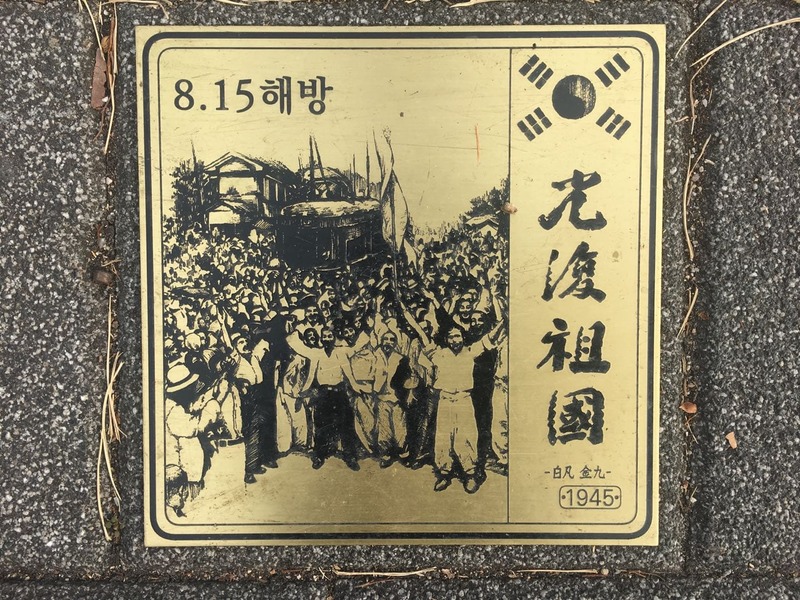 8.15해방
光復祖國
-白凡 金九-
·1945·